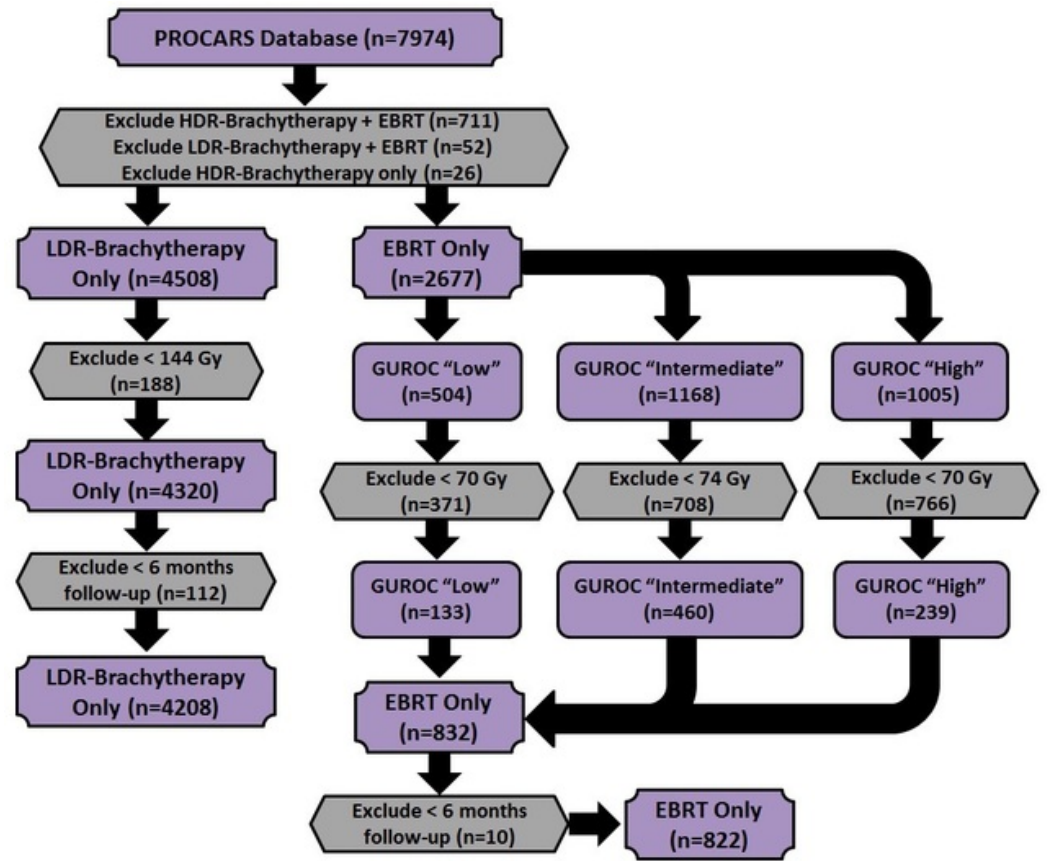 PROCARS Database (n=7974)
Exclude HDR-Brachytherapy + EBRT (n=711)
Exclude LDR-Brachytherapy + EBRT (n=52)
Exclude HDR-Brachytherapy only (n=26)
LDR-Brachytherapy
Only (n=4508)
EBRT Only
(n=2677)
Exclude < 144 Gy
(n=188)
GUROC “Low”
(n=504)
GUROC “Intermediate”
(n=1168)
GUROC “High”
(n=1005)
LDR-Brachytherapy
Only (n=4320)
Exclude < 70 Gy
(n=371)
Exclude < 74 Gy
(n=708)
Exclude < 70 Gy
(n=766)
Exclude < 6 months
follow-up (n=112)
GUROC “Low”
(n=133)
GUROC “Intermediate”
(n=460)
GUROC “High”
(n=239)
LDR-Brachytherapy
Only (n=4208)
EBRT Only
(n=832)
Exclude < 6 months
follow-up (n=10)
EBRT Only
(n=822)